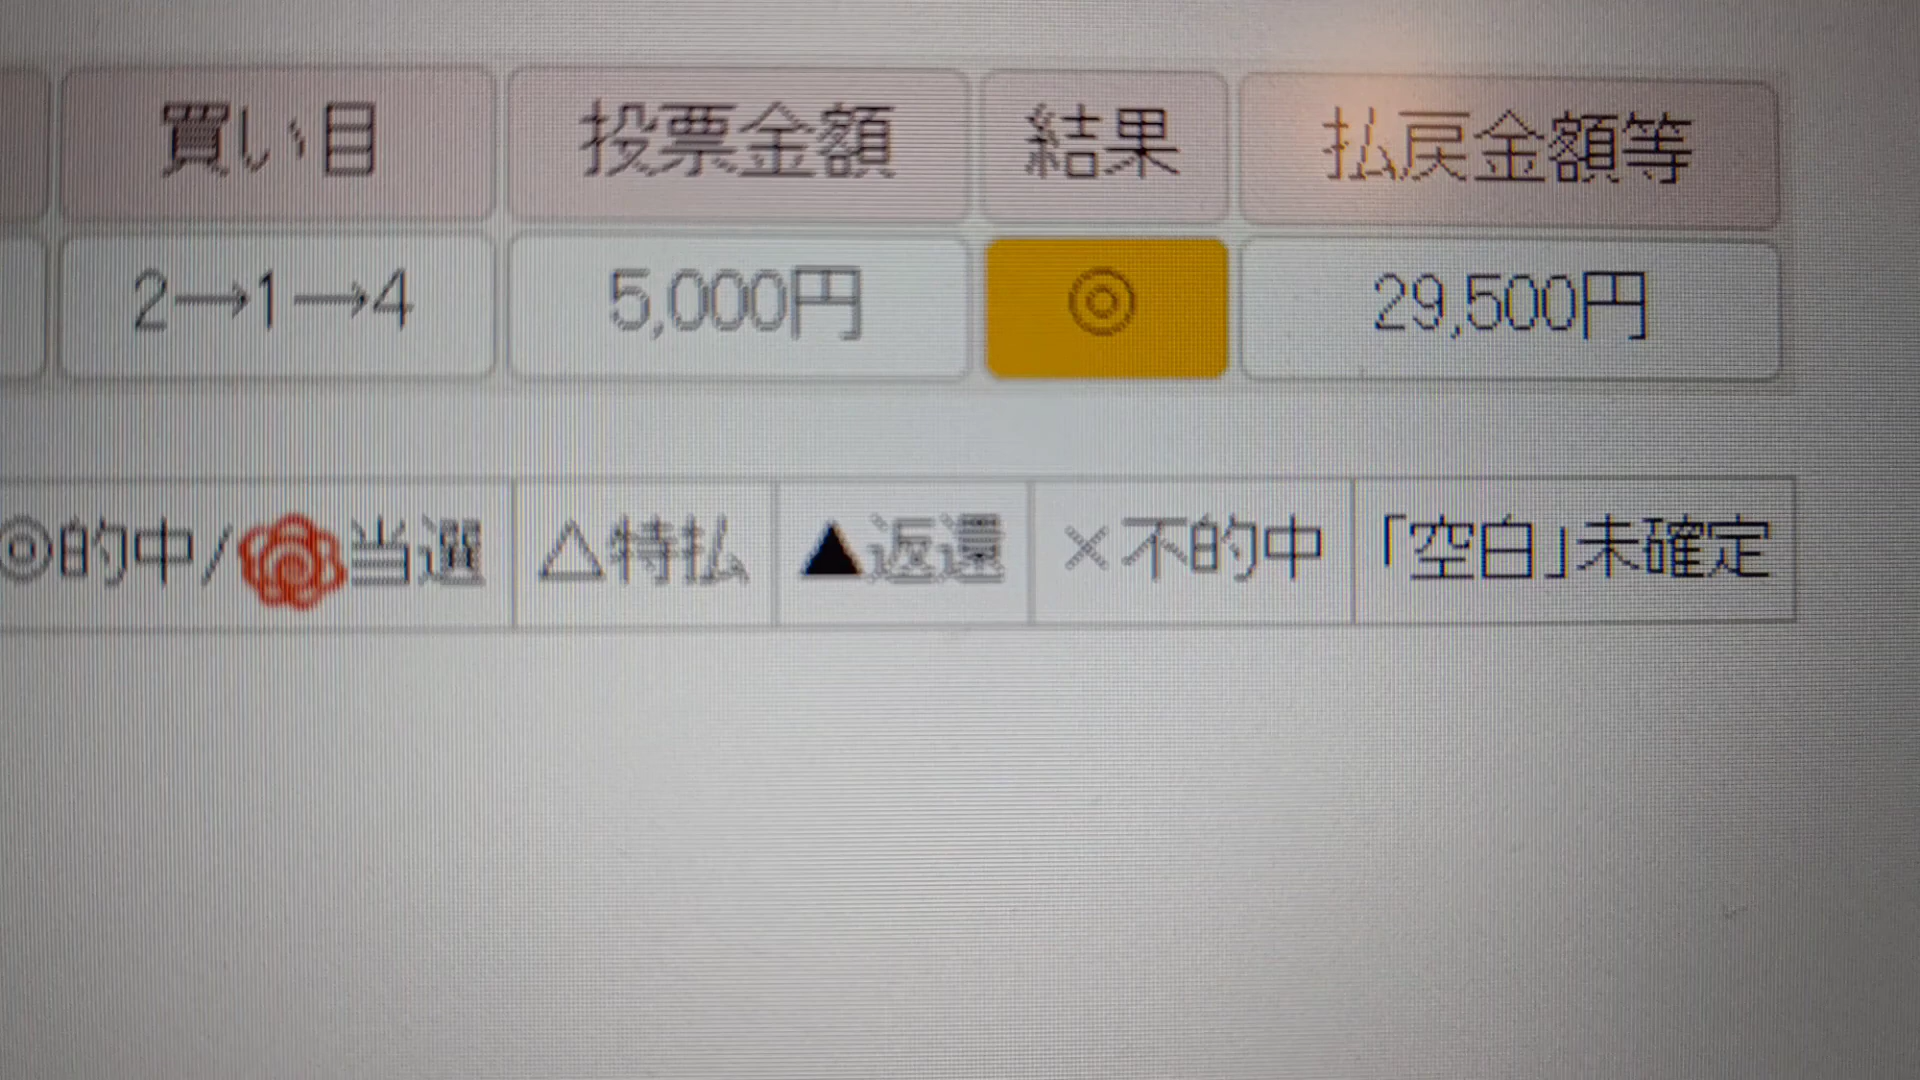 買い目 投票金額 結果 払戻金額等
2→1→4 5,000円 ◎ 29,500円
◎的中/当選 △特払 ▲返還 ×不的中 「空白」未確定